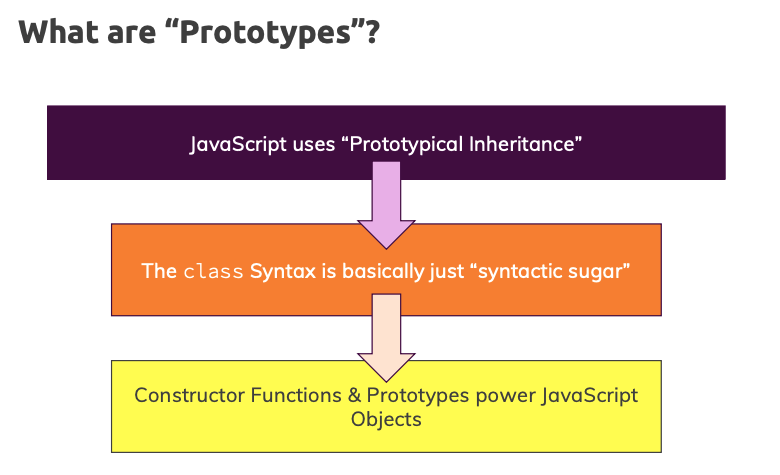 What are “Prototypes”?
JavaScript uses “Prototypical Inheritance”
The class Syntax is basically just “syntactic sugar”
Constructor Functions & Prototypes power JavaScript
Objects